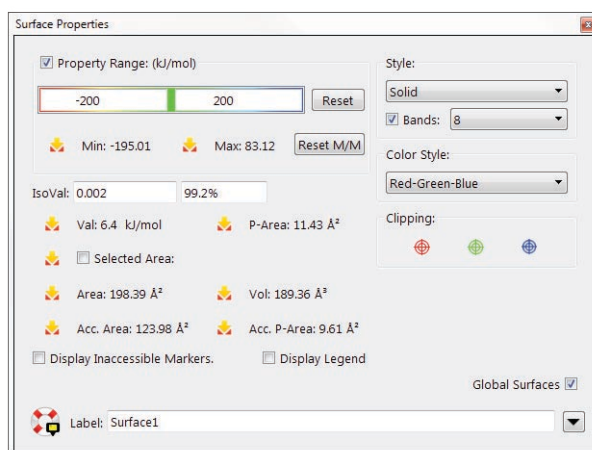 Surface Properties
Property Range: (kJ/mol)
-200 200 Reset
Min: -195.01 Max: 83.12 Reset M/M
IsoVal: 0.002 99.2%
Val: 6.4 kJ/mol P-Area: 11.43 Å²
Selected Area:
Area: 198.39 Å² Vol: 189.36 Å³
Acc. Area: 123.98 Å² Acc. P-Area: 9.61 Å²
Display Inaccessible Markers. Display Legend
Style:
Solid
Bands: 8
Color Style:
Red-Green-Blue
Clipping:
Global Surfaces
Label: Surface1